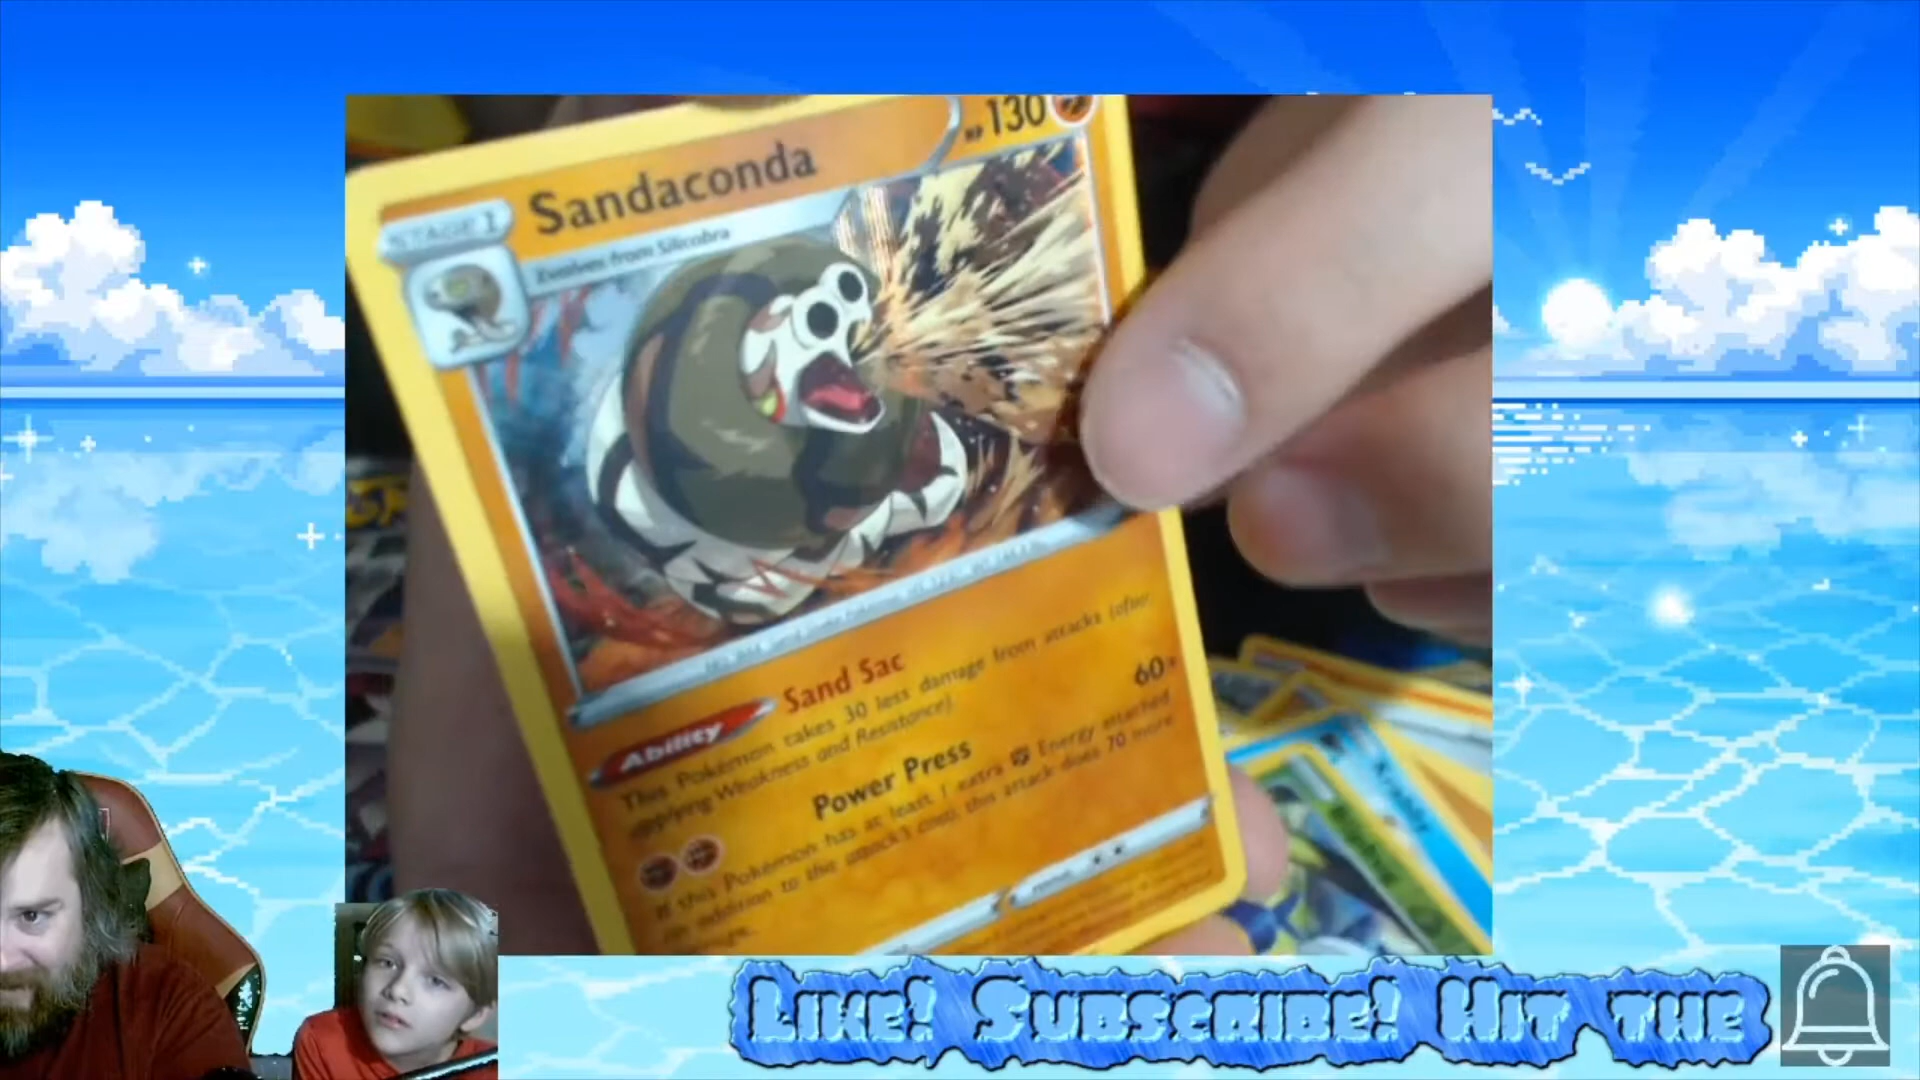 130
Sandaconda
STAGE 1
Evolves from Silicobra
Ability Sand Sac
This Pokémon takes 30 less damage from attacks (after
applying Weakness and Resistance).
Power Press 60+
If this Pokémon has at least 1 extra Energy attached
in addition to the attack's cost), this attack does 70 more
Krabby
LIKE! SUBSCRIBE! HIT THE